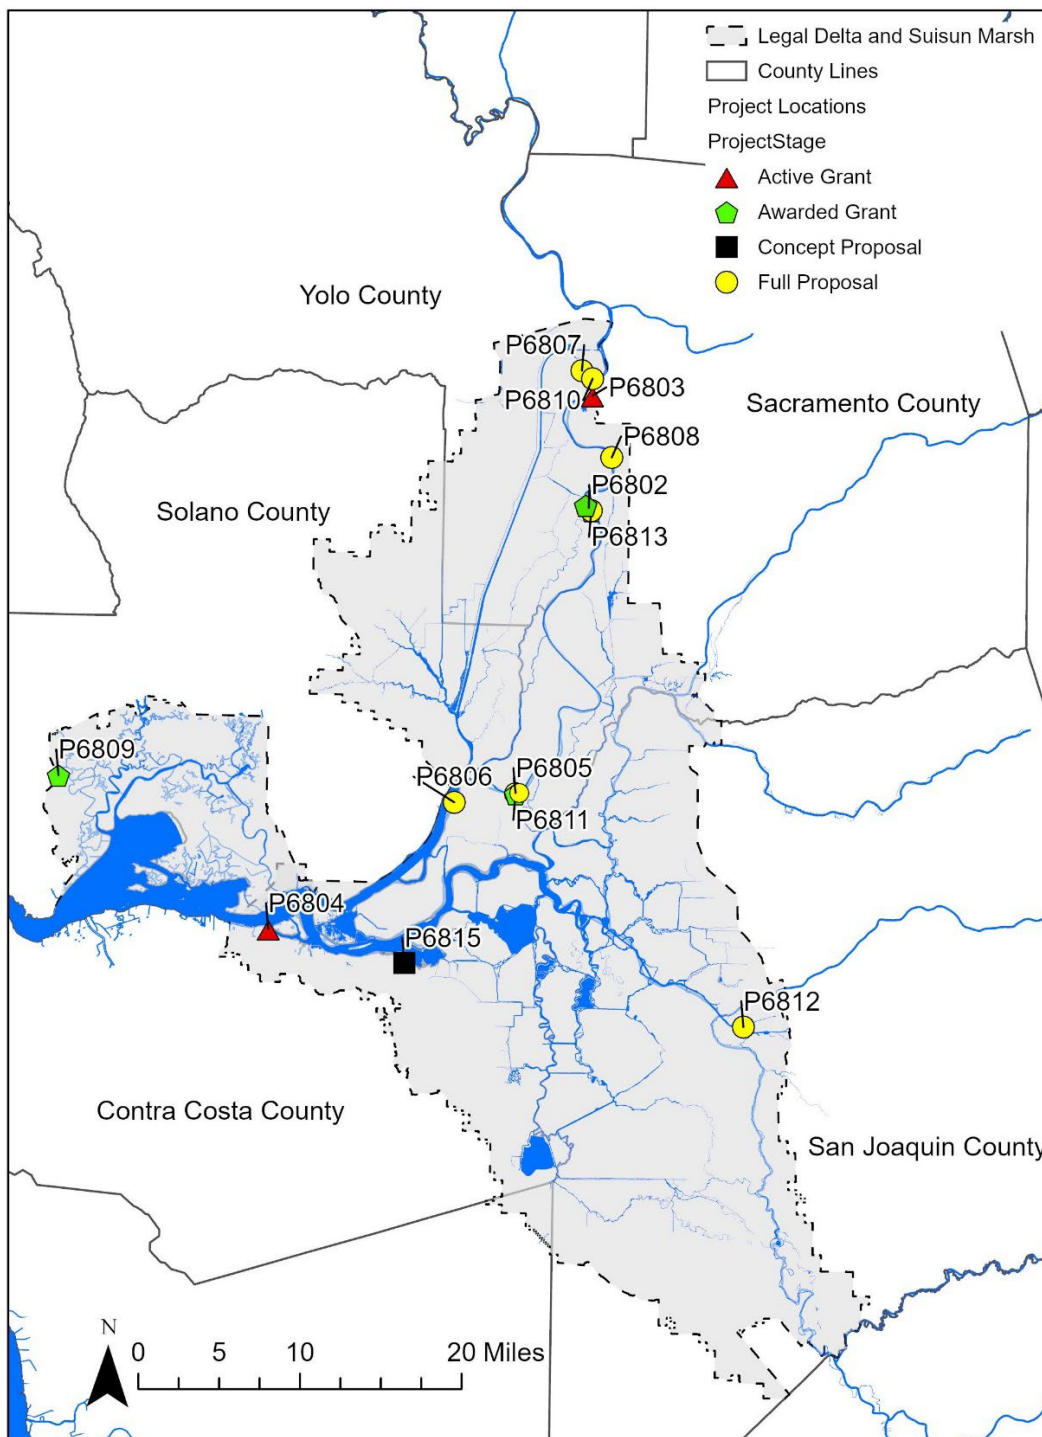 Legal Delta and Suisun Marsh
County Lines
Project Locations
ProjectStage
Active Grant
Awarded Grant
Concept Proposal
Full Proposal
Yolo County
P6807
P6803
P6810
Sacramento County
P6808
P6802
Solano County
P6813
P6809
P6805
P6806
P6811
P6804
P6815
P6812
Contra Costa County
San Joaquin County
N
0 5 10 20 Miles